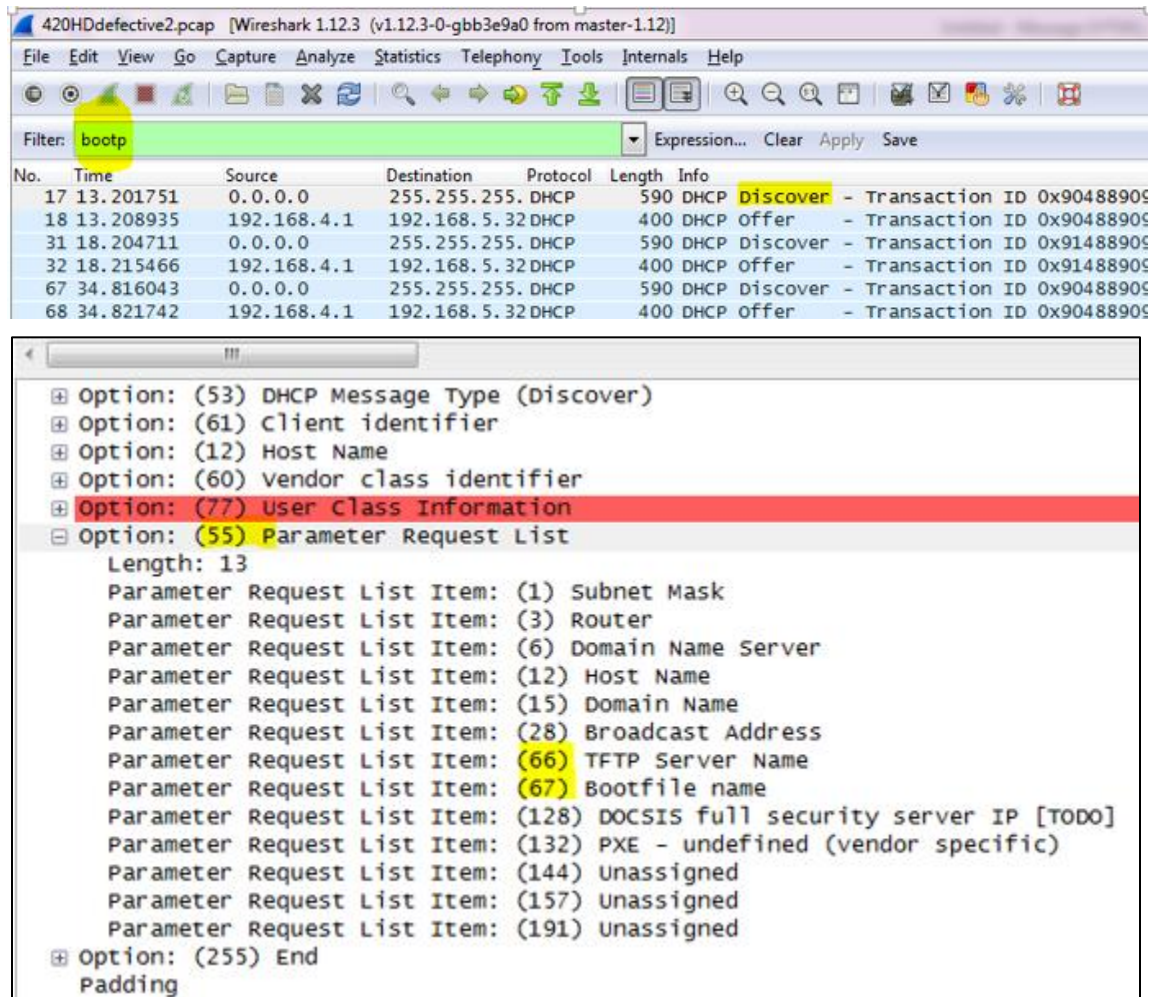 420HDdefective2.pcap [Wireshark 1.12.3 (v1.12.3-0-gbb3e9a0 from master-1.12)]
File Edit View Go Capture Analyze Statistics Telephony Tools Internals Help
Filter: bootp Expression... Clear Apply Save
No. Time Source Destination Protocol Length Info
17 13.201751 0.0.0.0 255.255.255. DHCP 590 DHCP Discover - Transaction ID 0x90488909
18 13.208935 192.168.4.1 192.168.5.32 DHCP 400 DHCP Offer - Transaction ID 0x90488909
31 18.204711 0.0.0.0 255.255.255. DHCP 590 DHCP Discover - Transaction ID 0x91488909
32 18.215466 192.168.4.1 192.168.5.32 DHCP 400 DHCP Offer - Transaction ID 0x91488909
67 34.816043 0.0.0.0 255.255.255. DHCP 590 DHCP Discover - Transaction ID 0x90488909
68 34.821742 192.168.4.1 192.168.5.32 DHCP 400 DHCP Offer - Transaction ID 0x90488909
Option: (53) DHCP Message Type (Discover)
Option: (61) Client identifier
Option: (12) Host Name
Option: (60) Vendor class identifier
Option: (77) User Class Information
Option: (55) Parameter Request List
Length: 13
Parameter Request List Item: (1) Subnet Mask
Parameter Request List Item: (3) Router
Parameter Request List Item: (6) Domain Name Server
Parameter Request List Item: (12) Host Name
Parameter Request List Item: (15) Domain Name
Parameter Request List Item: (28) Broadcast Address
Parameter Request List Item: (66) TFTP Server Name
Parameter Request List Item: (67) Bootfile name
Parameter Request List Item: (128) DOCSIS full security server IP [TODO]
Parameter Request List Item: (132) PXE - undefined (vendor specific)
Parameter Request List Item: (144) Unassigned
Parameter Request List Item: (157) Unassigned
Parameter Request List Item: (191) Unassigned
Option: (255) End
Padding